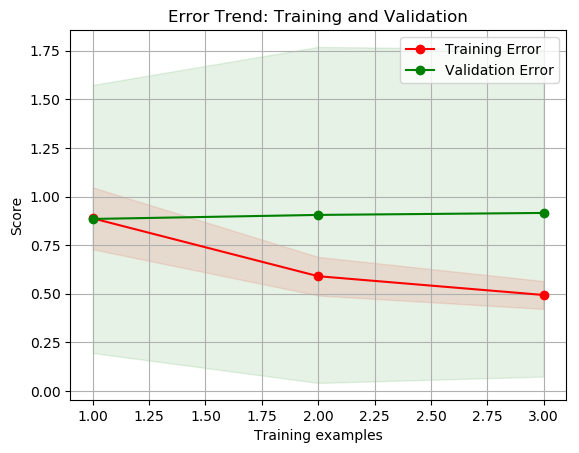 Error Trend: Training and Validation
Training Error
Validation Error
Score
1.75
1.50
1.25
1.00
0.75
0.50
0.25
0.00
1.00 1.25 1.50 1.75 2.00 2.25 2.50 2.75 3.00
Training examples